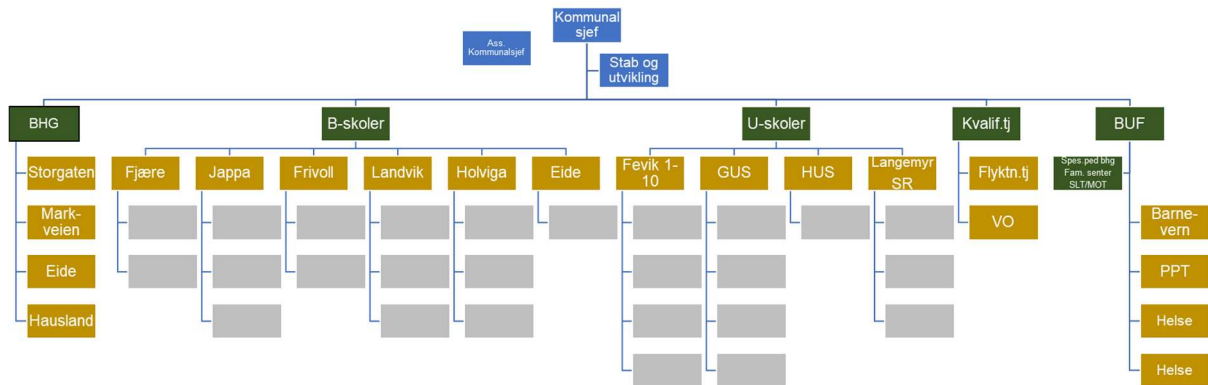 Kommunal
sjef
Ass.
Kommunalsjef
Stab og
utvikling
BHG
B-skoler
U-skoler
Kvalif.tj
BUF
Storgaten
Mark-
veien
Eide
Hausland
Fjære
Jappa
Frivoll
Landvik
Holviga
Eide
Fevik 1-
10
GUS
HUS
Langemyr
SR
Flyktn.tj
VO
Spes.ped bhg
Fam. senter
SLT/MOT
Barne-
vern
PPT
Helse
Helse